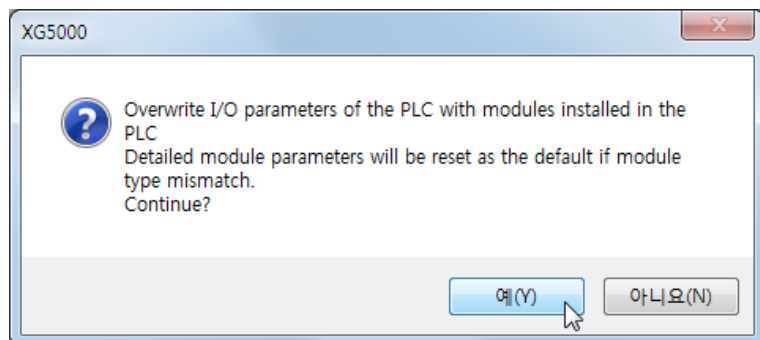 XG5000
Overwrite I/O parameters of the PLC with modules installed in the
PLC
Detailed module parameters will be reset as the default if module
type mismatch.
Continue?
예(Y)
아니요(N)